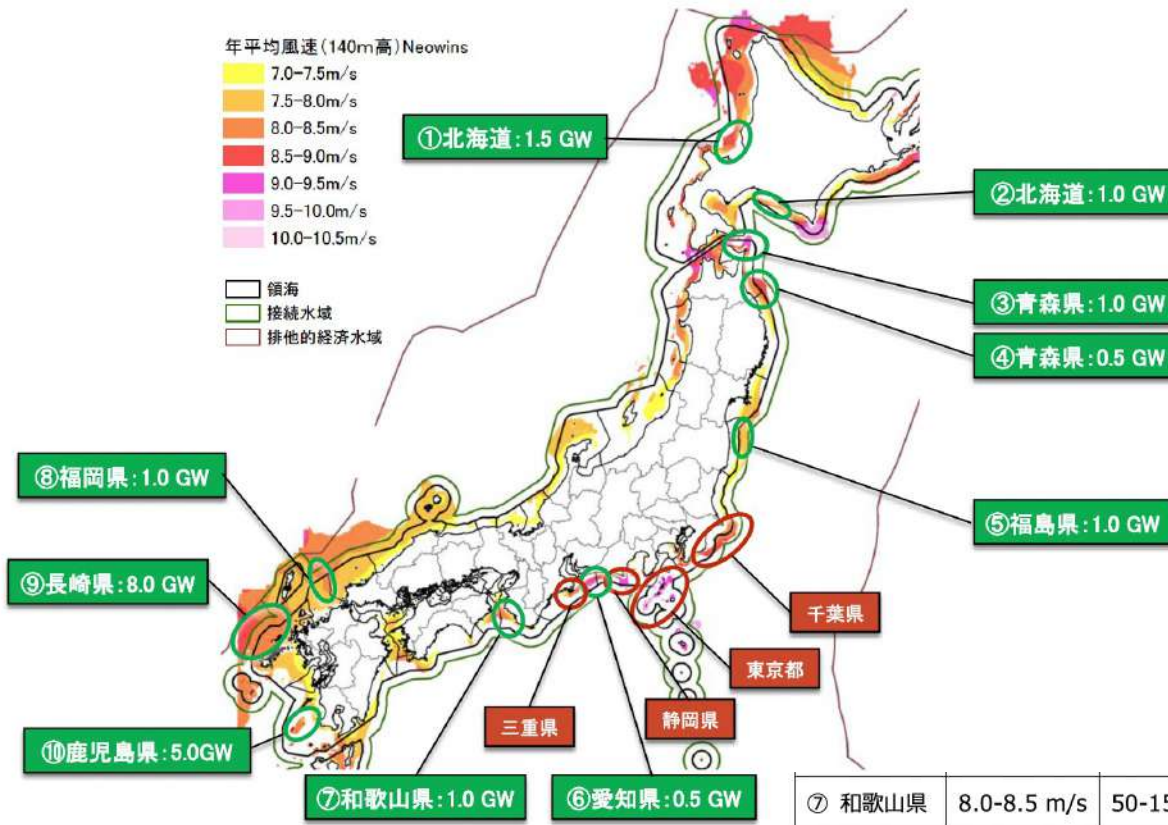 年平均風速(140m高)Neowins
7.0-7.5m/s
7.5-8.0m/s
8.0-8.5m/s
8.5-9.0m/s
9.0-9.5m/s
9.5-10.0m/s
10.0-10.5m/s
領海
接続水域
排他的経済水域
①北海道:1.5 GW
②北海道:1.0 GW
③青森県:1.0 GW
④青森県:0.5 GW
⑤福島県:1.0 GW
千葉県
東京都
静岡県
三重県
⑧福岡県:1.0 GW
⑨長崎県:8.0 GW
⑩鹿児島県:5.0GW
⑦和歌山県:1.0 GW
⑥愛知県:0.5 GW
⑦ 和歌山県 8.0-8.5 m/s 50-15